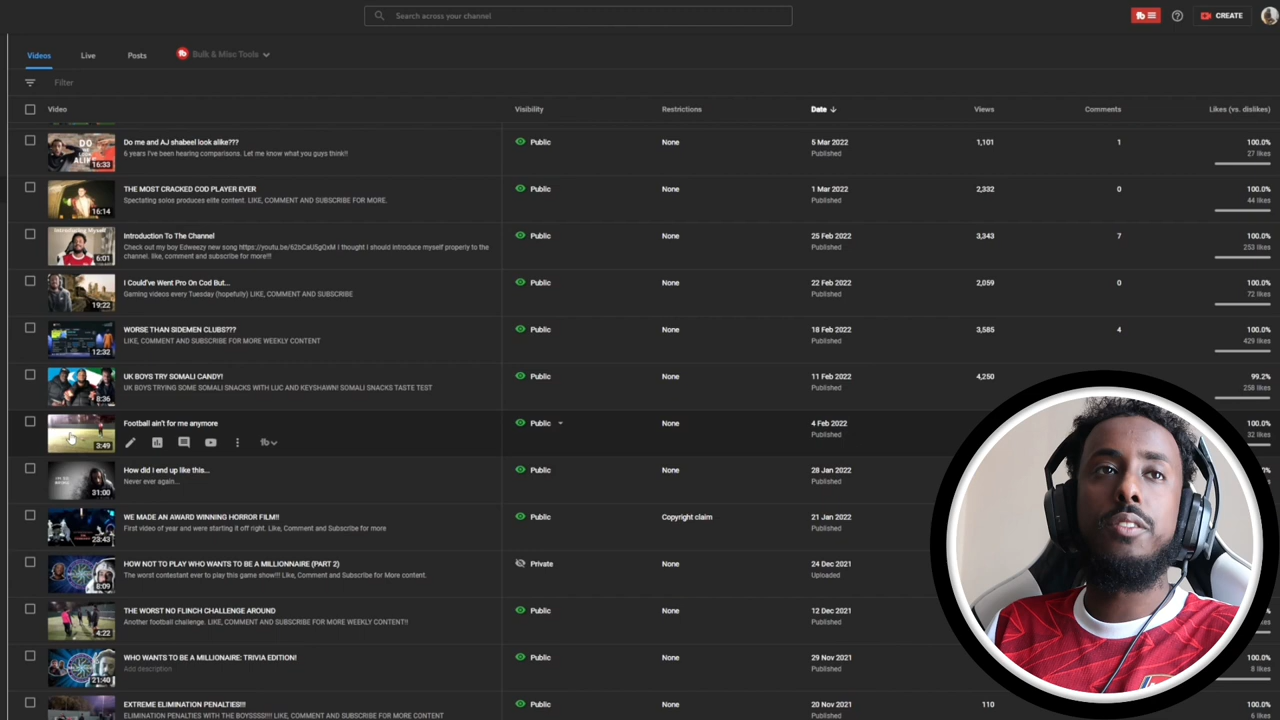 Search across your channel
CREATE
Videos
Live
Posts
Bulk & Misc Tools
Filter
Video
Visibility
Restrictions
Date
Views
Comments
Likes (vs. dislikes)
16:33
Do me and AJ shabeel look alike???
6 years I've been hearing comparisons. Let me know what you guys think!!
Public
None
5 Mar 2022
Published
1,101
1
100.0%
27 likes
16:14
THE MOST CRACKED COD PLAYER EVER
Spectating solos produces elite content. LIKE, COMMENT AND SUBSCRIBE FOR MORE.
Public
None
1 Mar 2022
Published
2,332
0
100.0%
44 likes
6:01
Introduction To The Channel
Check out my boy Edweezy new song https://youtu.be/62bCaU5gQxM I thought I should introduce myself properly to the
channel. like, comment and subscribe for more!!!
Public
None
25 Feb 2022
Published
3,343
7
100.0%
253 likes
19:22
I Could've Went Pro On Cod But...
Gaming videos every Tuesday (hopefully) LIKE, COMMENT AND SUBSCRIBE
Public
None
22 Feb 2022
Published
2,059
0
100.0%
72 likes
12:32
WORSE THAN SIDEMEN CLUBS???
LIKE, COMMENT AND SUBSCRIBE FOR MORE WEEKLY CONTENT
Public
None
18 Feb 2022
Published
3,585
4
100.0%
429 likes
8:36
UK BOYS TRY SOMALI CANDY!
UK BOYS TRYING SOME SOMALI SNACKS WITH LUC AND KEYSHAWN! SOMALI SNACKS TASTE TEST
Public
None
11 Feb 2022
Published
4,250
99.2%
258 likes
3:49
Football ain't for me anymore
Public
None
4 Feb 2022
Published
100.0%
32 likes
31:00
How did I end up like this...
Never ever again...
Public
None
28 Jan 2022
Published
23:43
WE MADE AN AWARD WINNING HORROR FILM!!
First video of year and were starting it off right. Like, Comment and Subscribe for more
Public
Copyright claim
21 Jan 2022
Published
8:09
HOW NOT TO PLAY WHO WANTS TO BE A MILLIONNAIRE (PART 2)
The worst contestant ever to play this game show!!! Like, Comment and Subscribe for More content.
Private
None
24 Dec 2021
Uploaded
4:22
THE WORST NO FLINCH CHALLENGE AROUND
Another football challenge. LIKE, COMMENT AND SUBSCRIBE FOR MORE WEEKLY CONTENT!!
Public
None
12 Dec 2021
Published
21:40
WHO WANTS TO BE A MILLIONAIRE: TRIVIA EDITION!
Add description
Public
None
29 Nov 2021
Published
8 likes
EXTREME ELIMINATION PENALTIES!!!
ELIMINATION PENALTIES WITH THE BOYSSSS!!! LIKE, COMMENT AND SUBSCRIBE FOR MORE CONTENT
Public
None
20 Nov 2021
Published
110
100.0%
6 likes